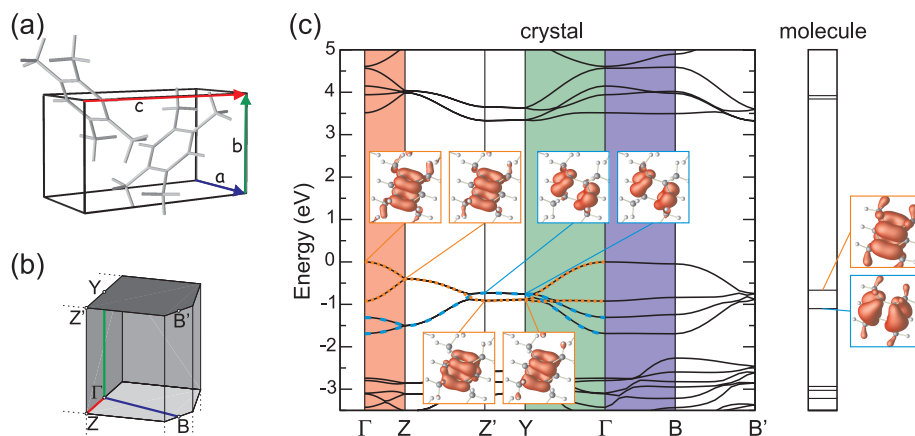 (a)
c
b
a
(b)
Y
Z'
B'
Γ
Z
B
(c)
crystal
molecule
Energy (eV)
5
4
3
2
1
0
-1
-2
-3
Γ Z Z' Y Γ B B'